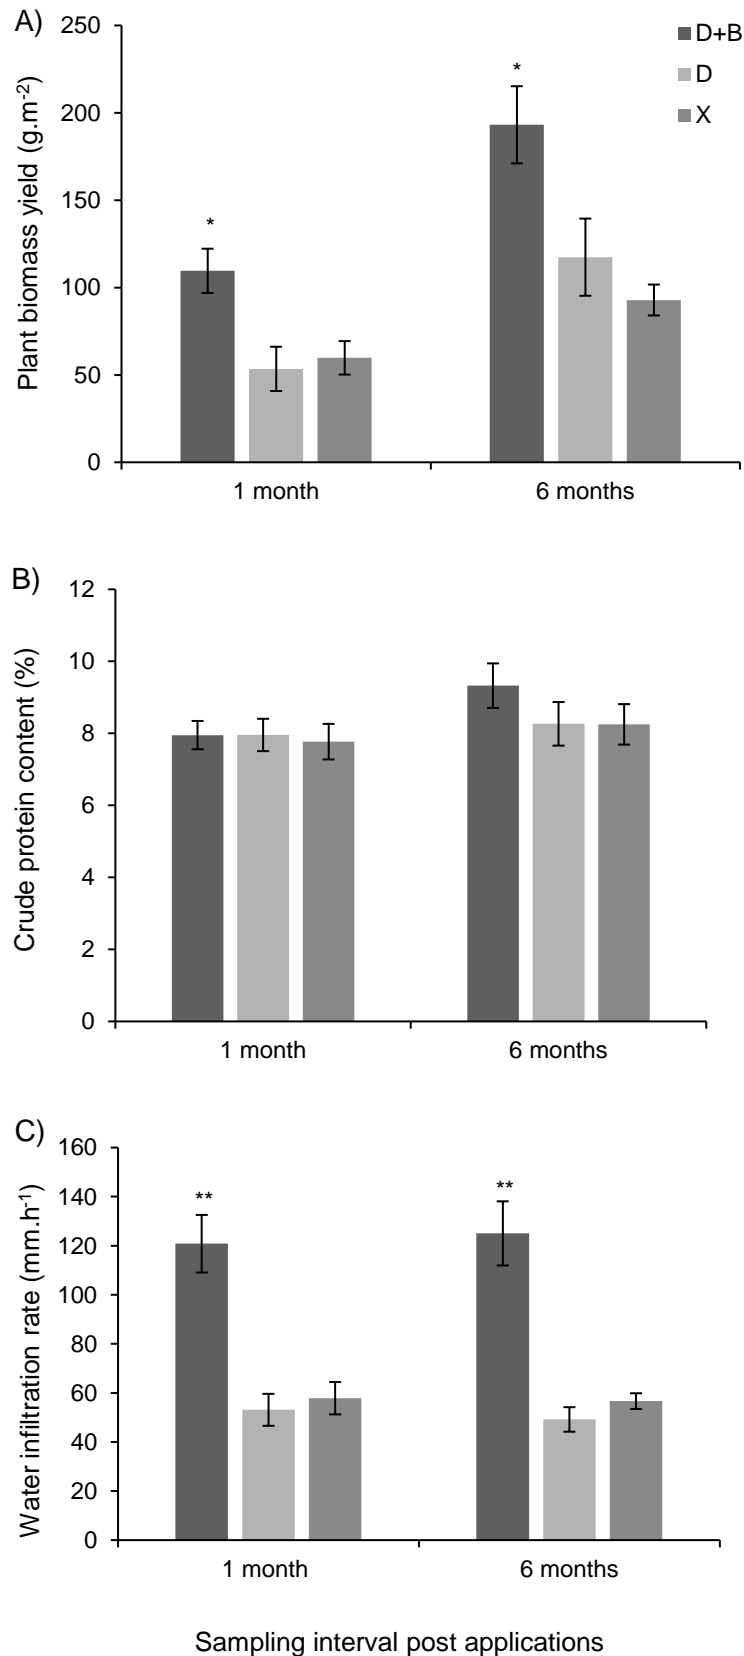 A)
Plant biomass yield (g.m-2)
250
200
150
100
50
0
*
*
D+B
D
X
1 month
6 months
B)
Crude protein content (%)
12
10
8
6
4
2
0
1 month
6 months
C)
Water infiltration rate (mm.h-1)
160
140
120
100
80
60
40
20
0
**
**
1 month
6 months
Sampling interval post applications